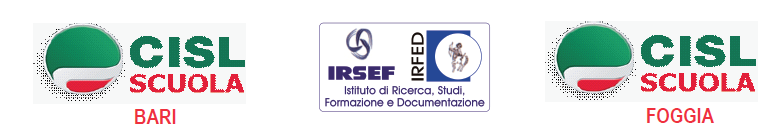 CISL
SCUOLA
BARI
IRSEF
IRFED
Istituto di Ricerca, Studi,
Formazione e Documentazione
CISL
SCUOLA
FOGGIA